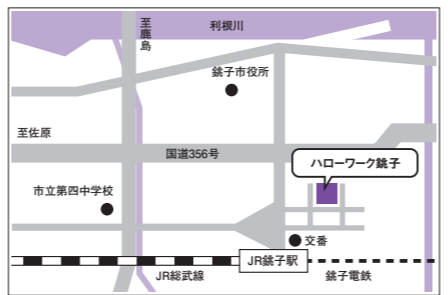 利根川
至鹿島
銚子市役所
至佐原
国道356号
ハローワーク銚子
市立第四中学校
交番
JR銚子駅
JR総武線
銚子電鉄